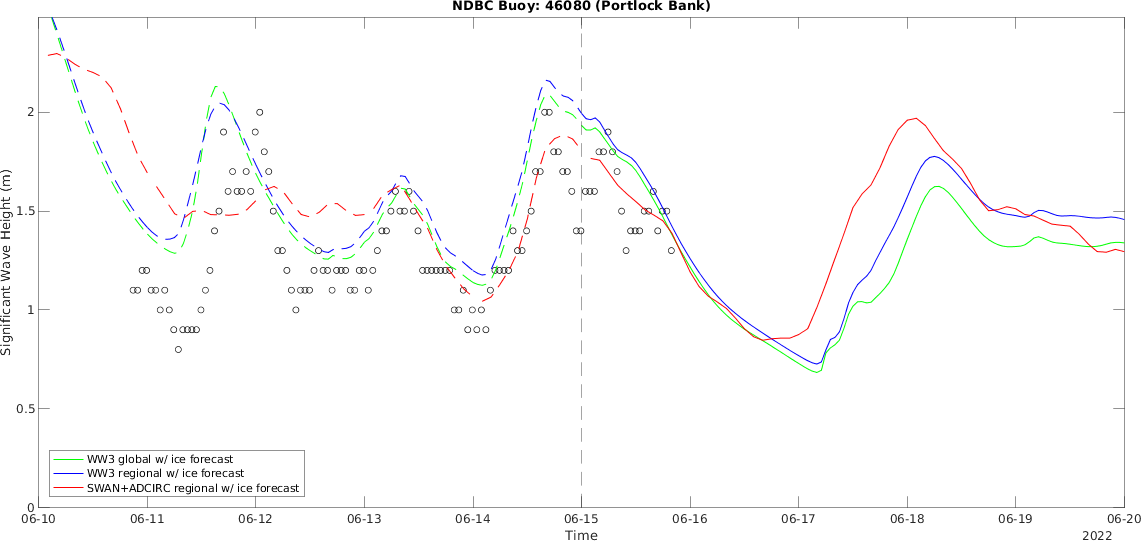 NDBC Buoy: 46080 (Portlock Bank)
Significant Wave Height (m)
2
1.5
1
0.5
0
WW3 global w/ ice forecast
WW3 regional w/ ice forecast
SWAN+ADCIRC regional w/ ice forecast
06-10 06-11 06-12 06-13 06-14 06-15 06-16 06-17 06-18 06-19 06-20
Time
2022